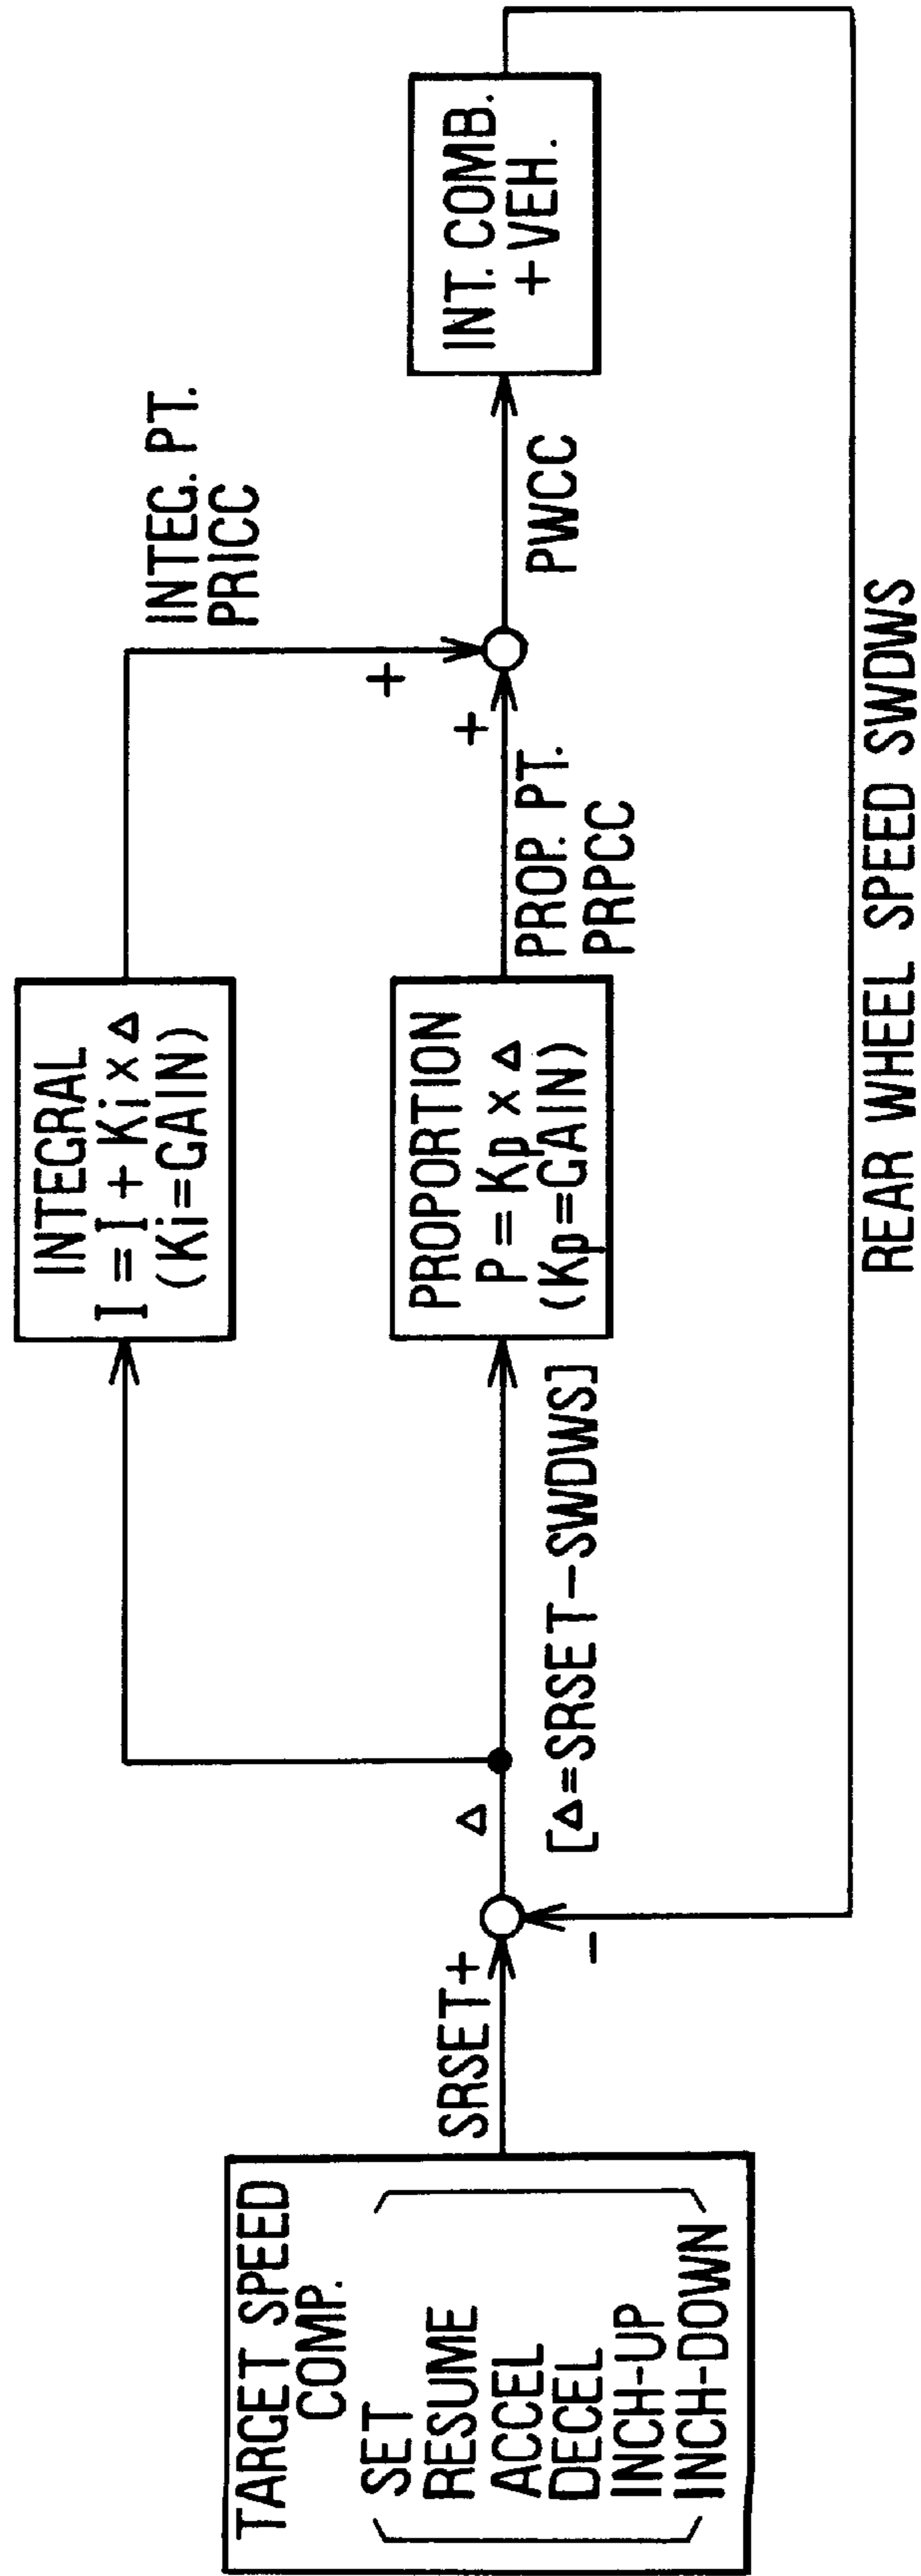 TARGET SPEED
COMP.
SET
RESUME
ACCEL
DECEL
INCH-UP
INCH-DOWN
SRSET+
-
Δ
[Δ=SRSET-SWDWS]
INTEGRAL
I = I + Ki × Δ
(Ki=GAIN)
PROPORTION
P = Kp × Δ
(Kp=GAIN)
INTEG. PT.
PRICC
+
+
PROP. PT.
PRPCC
PWCC
INT. COMB.
+ VEH.
REAR WHEEL SPEED SWDWS